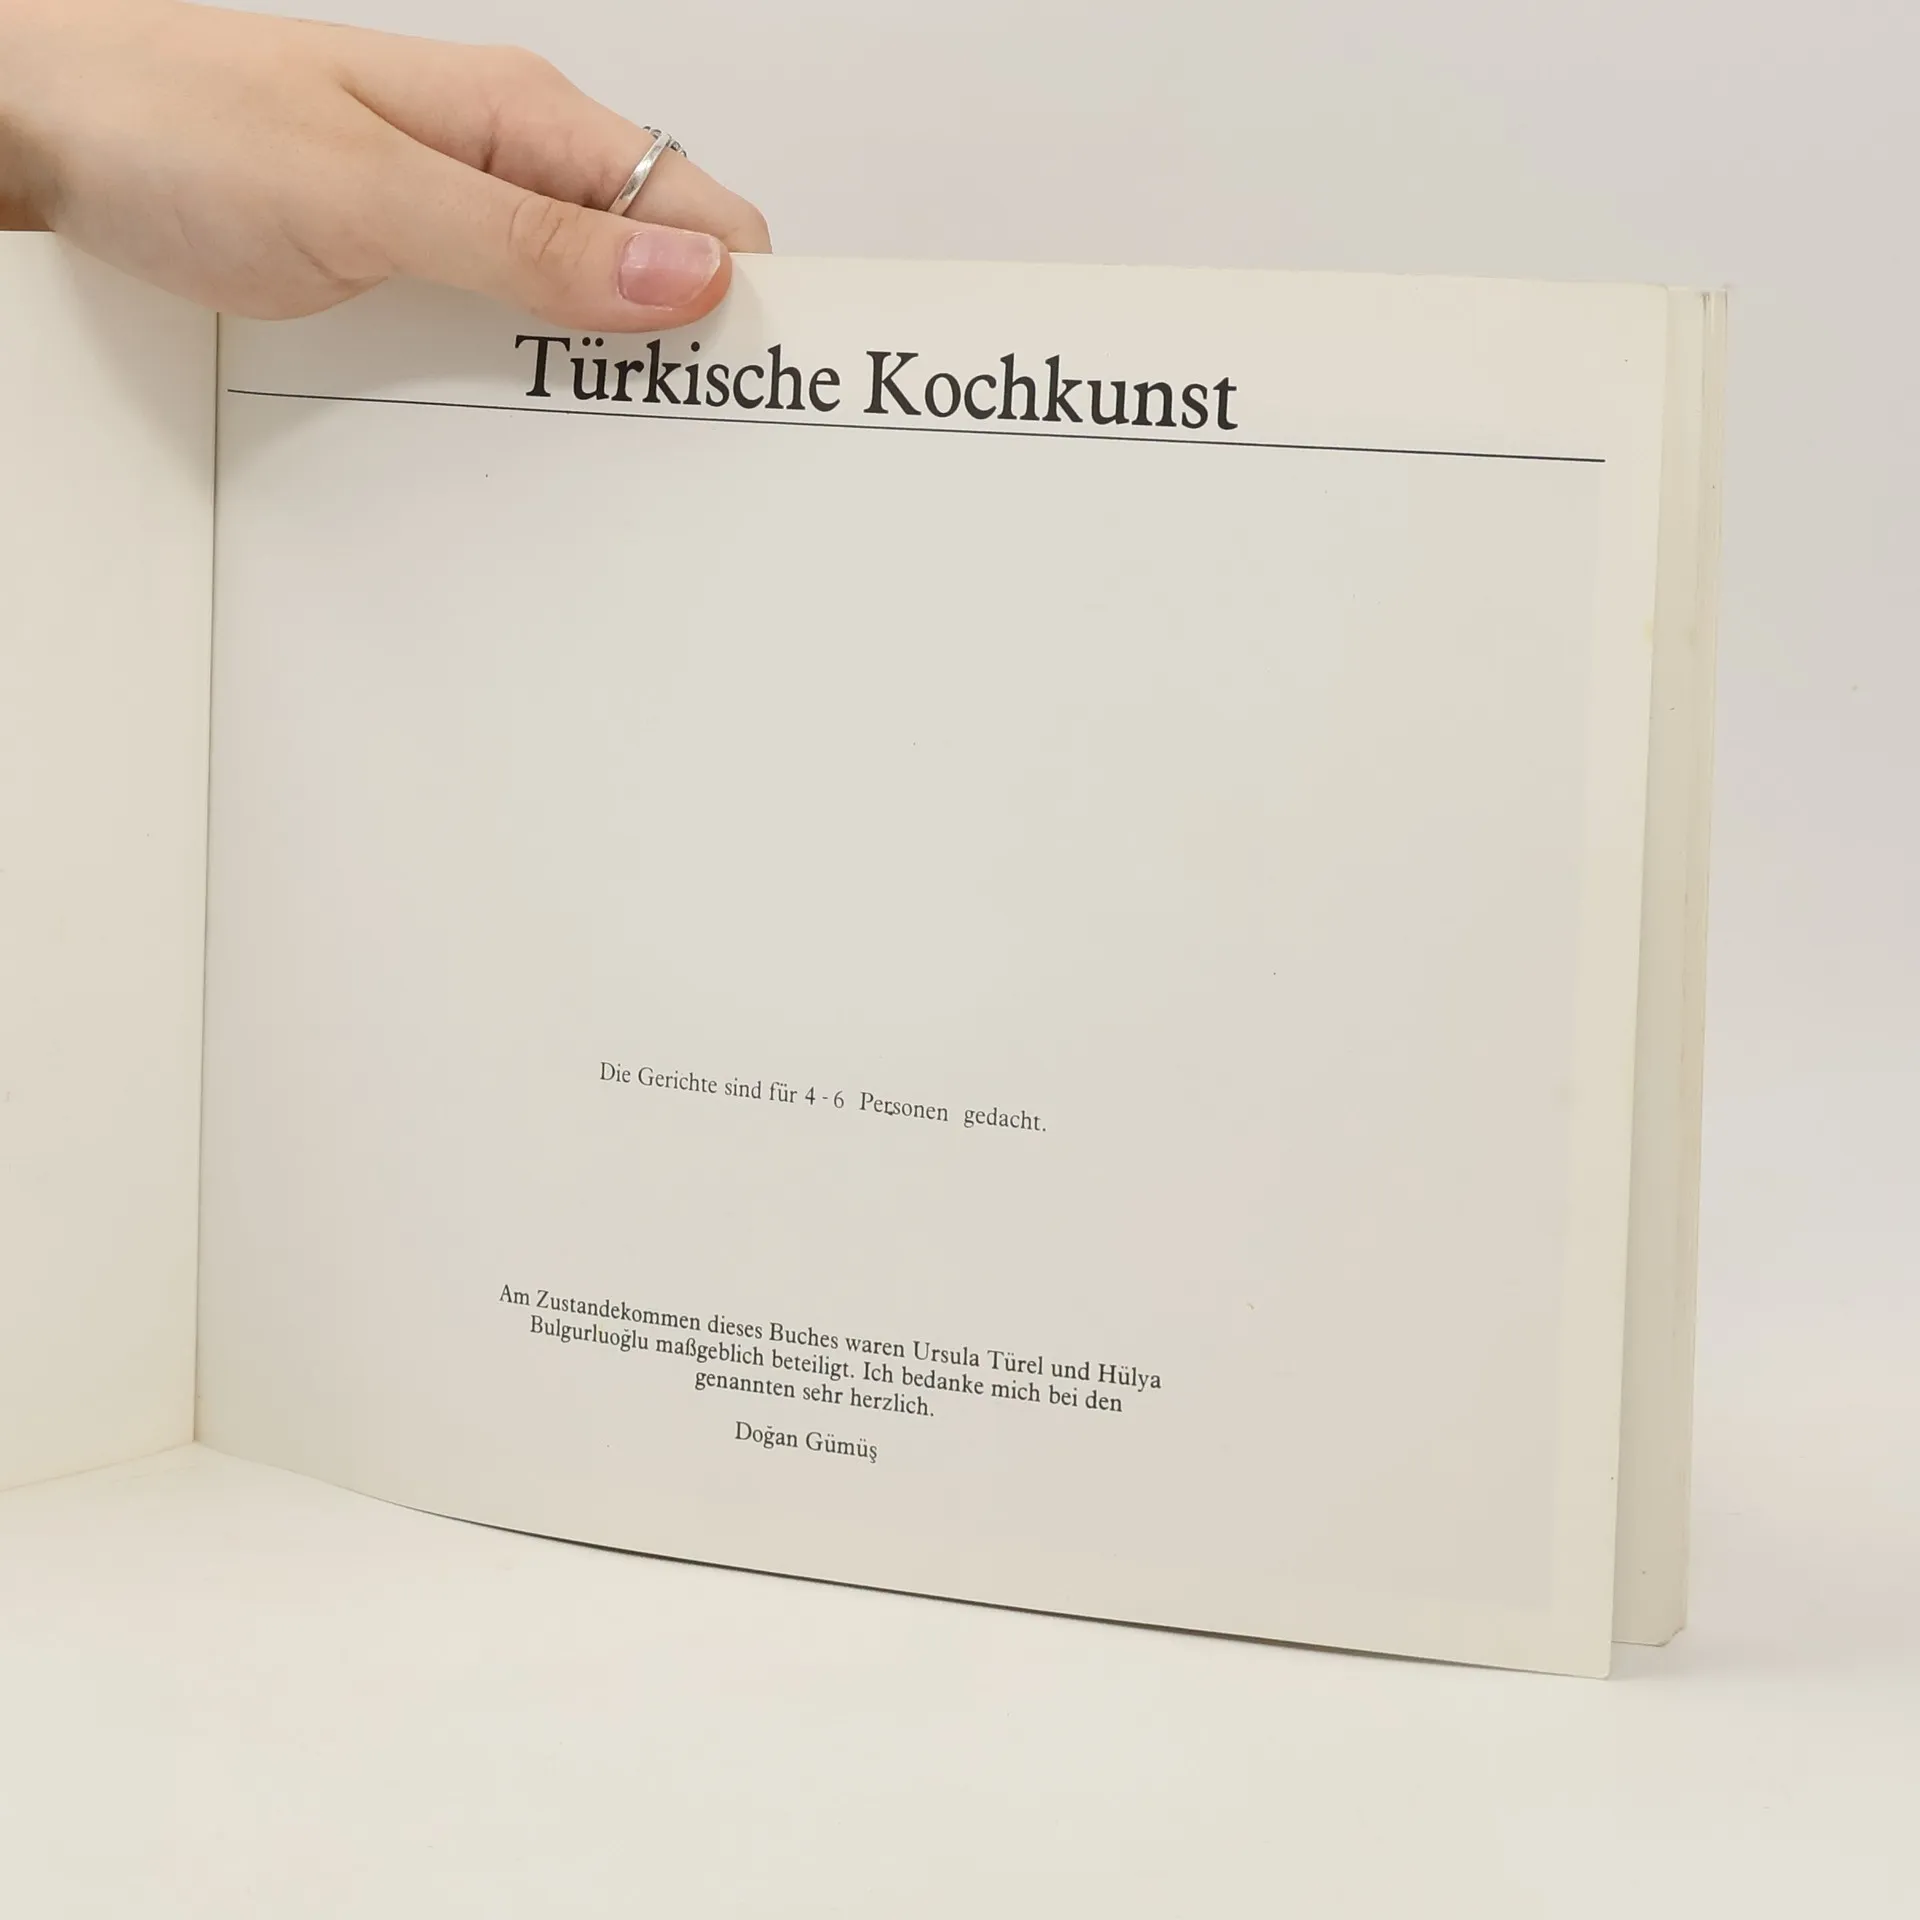 Türkische Kochkunst
Die Gerichte sind für 4 - 6 Personen gedacht.
Am Zustandekommen dieses Buches waren Ursula Türel und Hülya
Bulgurluoğlu maßgeblich beteiligt. Ich bedanke mich bei den
genannten sehr herzlich.
Doğan Gümüş